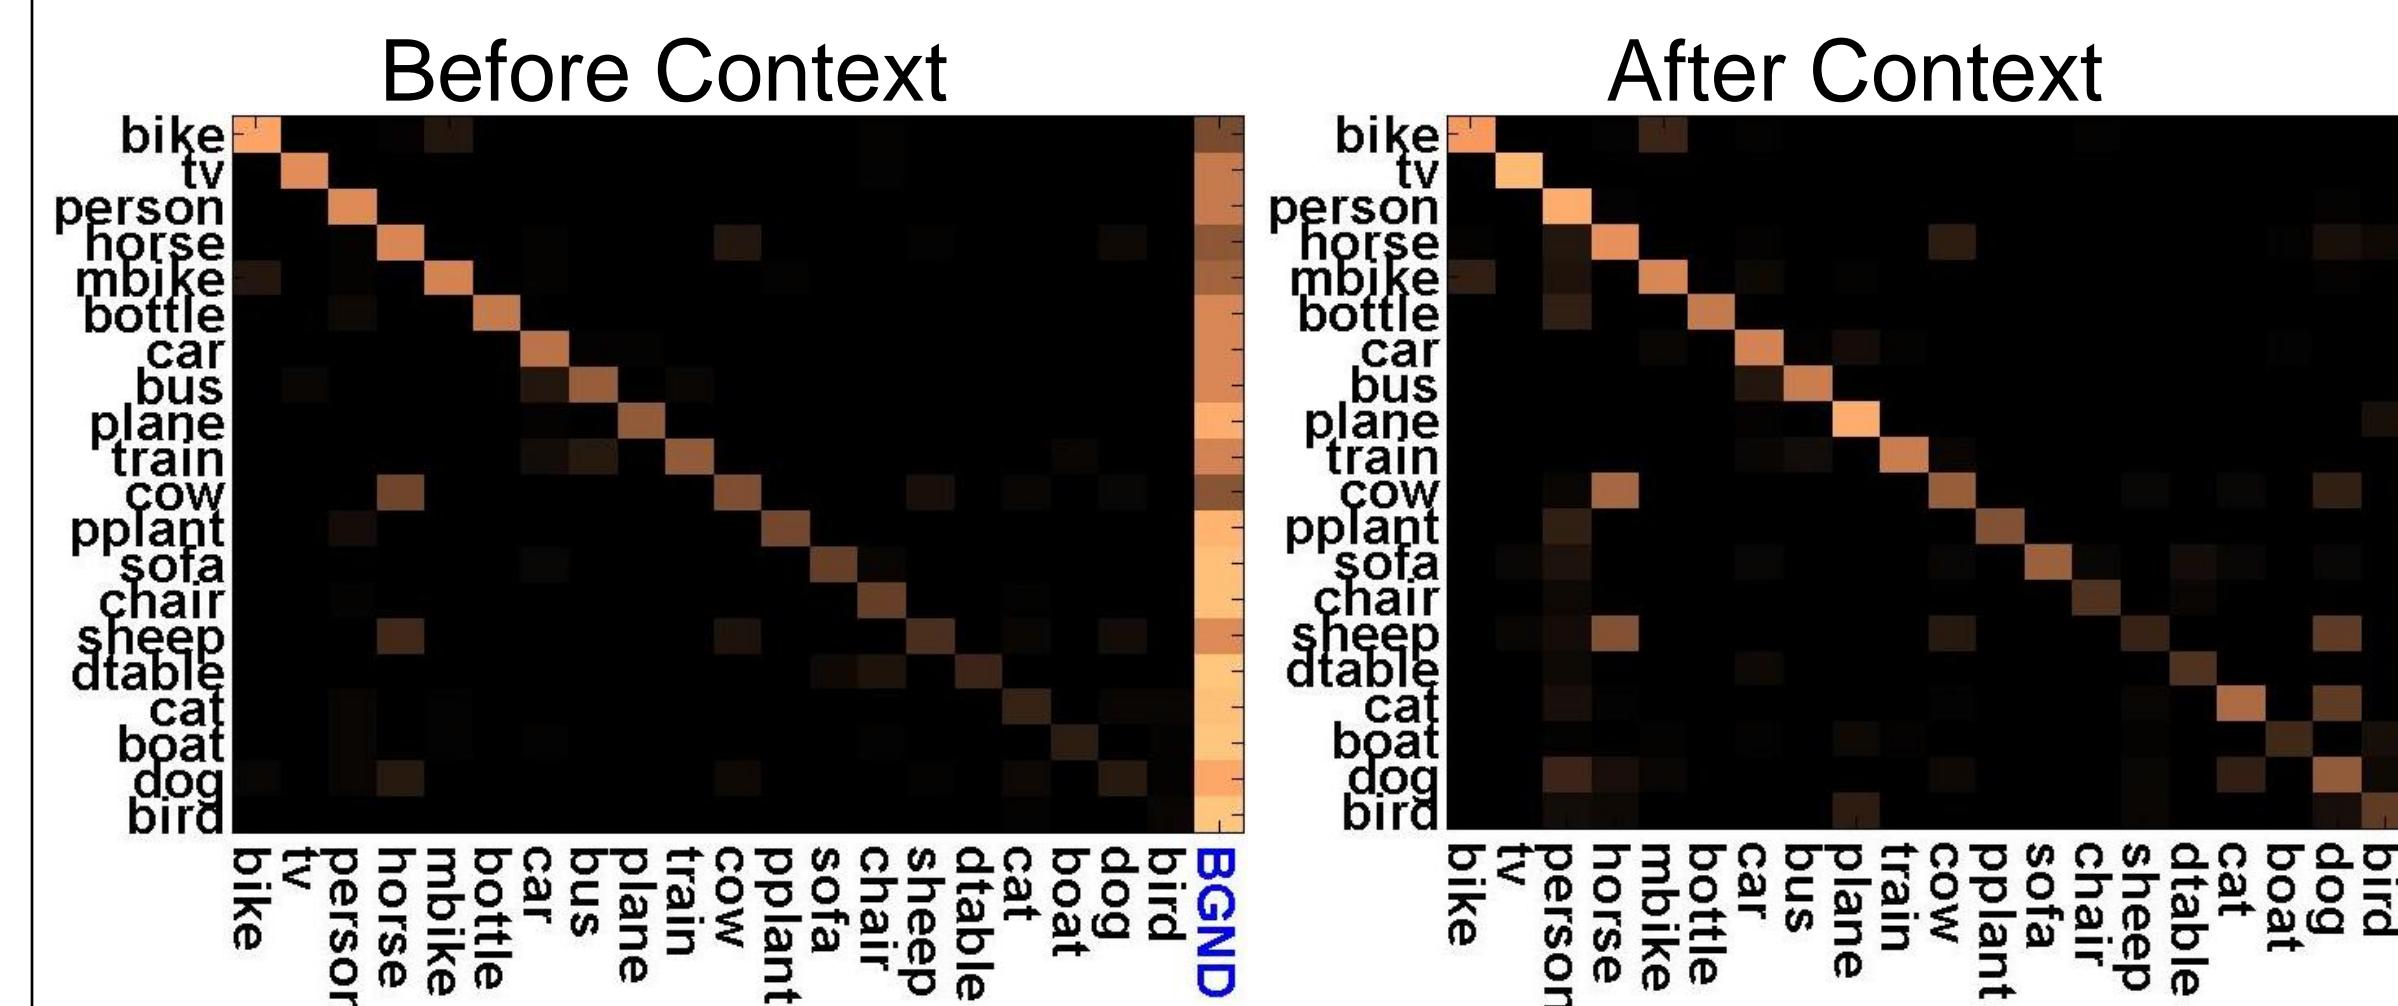 Before Context
bike
tv
person
horse
mbike
bottle
car
bus
plane
train
cow
pplant
sofa
chair
sheep
dtable
cat
boat
dog
bird
bike
tv
person
horse
mbike
bottle
car
bus
plane
train
cow
pplant
sofa
chair
sheep
dtable
cat
boat
dog
bird
BGND
After Context
bike
tv
person
horse
mbike
bottle
car
bus
plane
train
cow
pplant
sofa
chair
sheep
dtable
cat
boat
dog
bird
bike
tv
person
horse
mbike
bottle
car
bus
plane
train
cow
pplant
sofa
chair
sheep
dtable
cat
boat
dog
bird